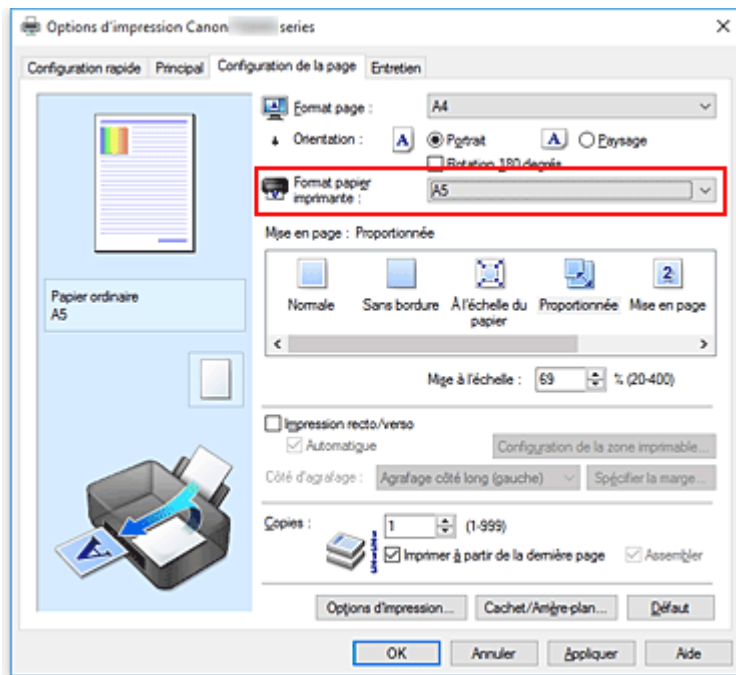 Options d'impression Canon series
Configuration rapide Principal Configuration de la page Entretien
Format page : A4
Orientation : A Portrait A Paysage
Rotation 180 degrés
Format papier imprimante : A5
Mise en page : Proportionnée
Normale Sans bordure À l'échelle du papier Proportionnée Mise en page
Papier ordinaire
A5
Mise à l'échelle : 69 % (20-400)
Impression recto/verso
Automatique Configuration de la zone imprimable...
Côté d'agrafage : Agrafage côté long (gauche) Spécifier la marge...
Copies : 1 (1-999)
Imprimer à partir de la dernière page Assembler
Options d'impression... Cachet/Arrière-plan... Défaut
OK Annuler Appliquer Aide